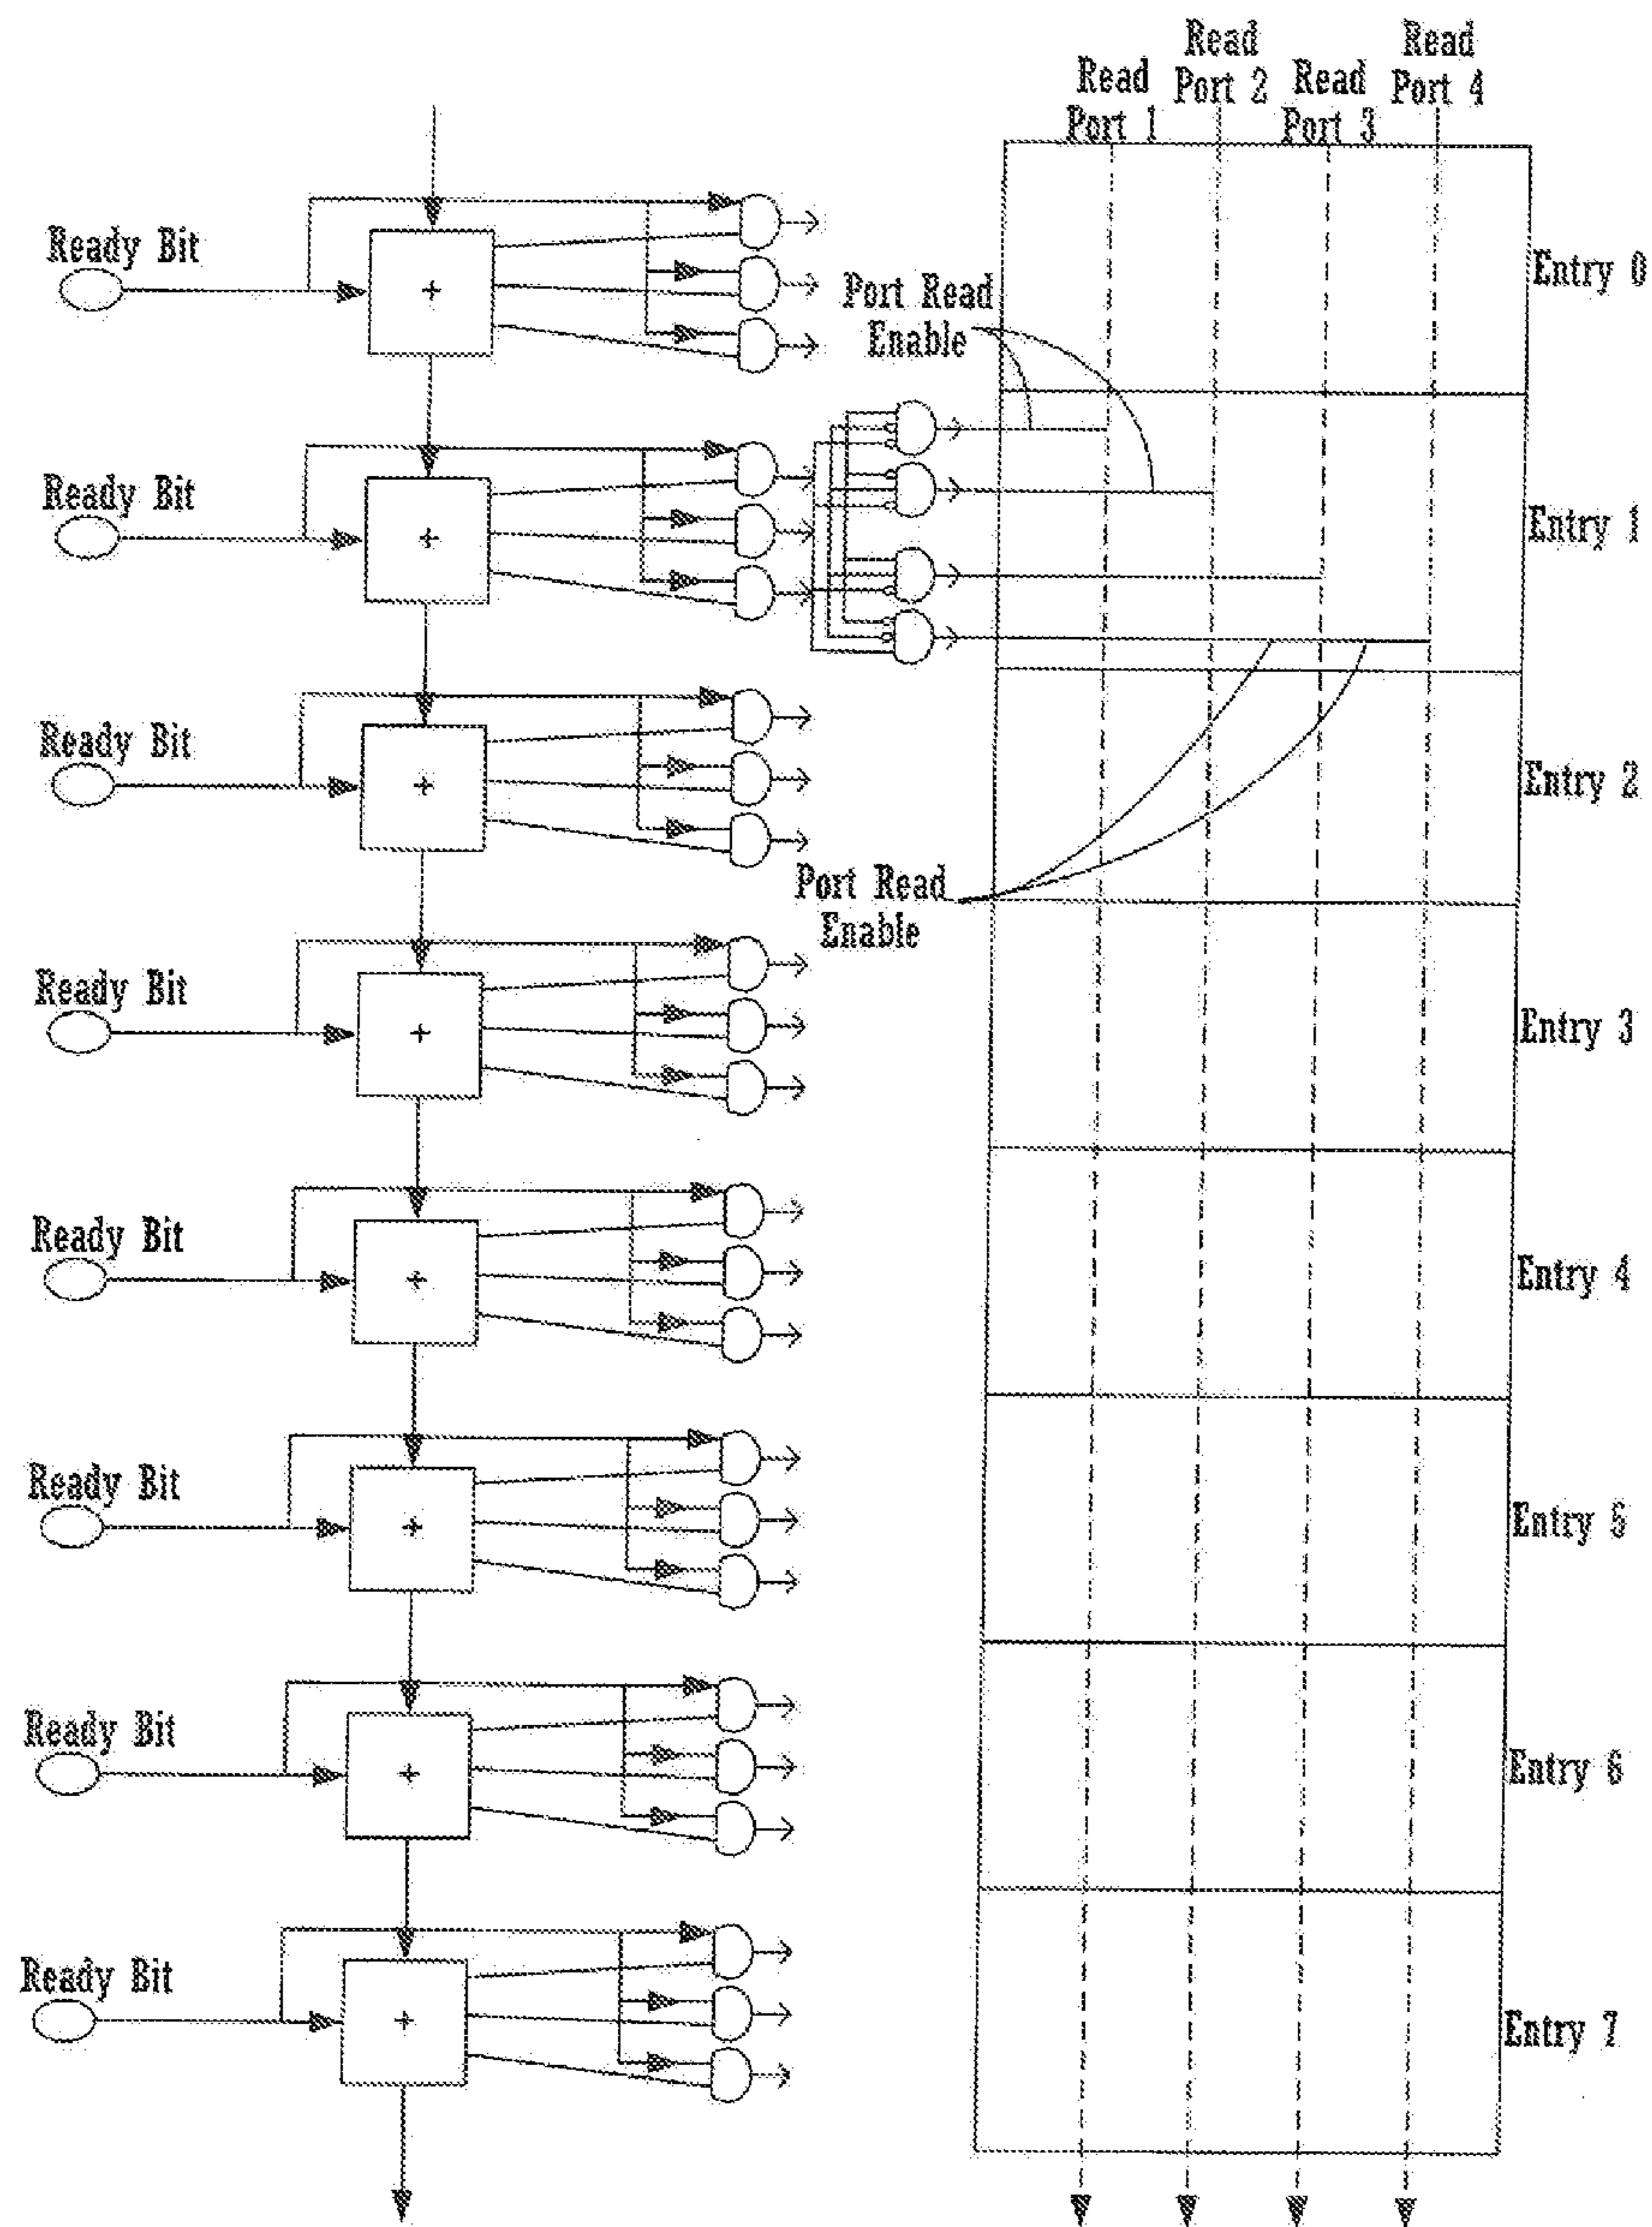 Read
Port 1
Read
Port 2
Read
Port 3
Read
Port 4
Ready Bit
Port Read
Enable
Entry 0
Ready Bit
Entry 1
Ready Bit
Entry 2
Port Read
Enable
Ready Bit
Entry 3
Ready Bit
Entry 4
Ready Bit
Entry 5
Ready Bit
Entry 6
Ready Bit
Entry 7
+
+
+
+
+
+
+
+